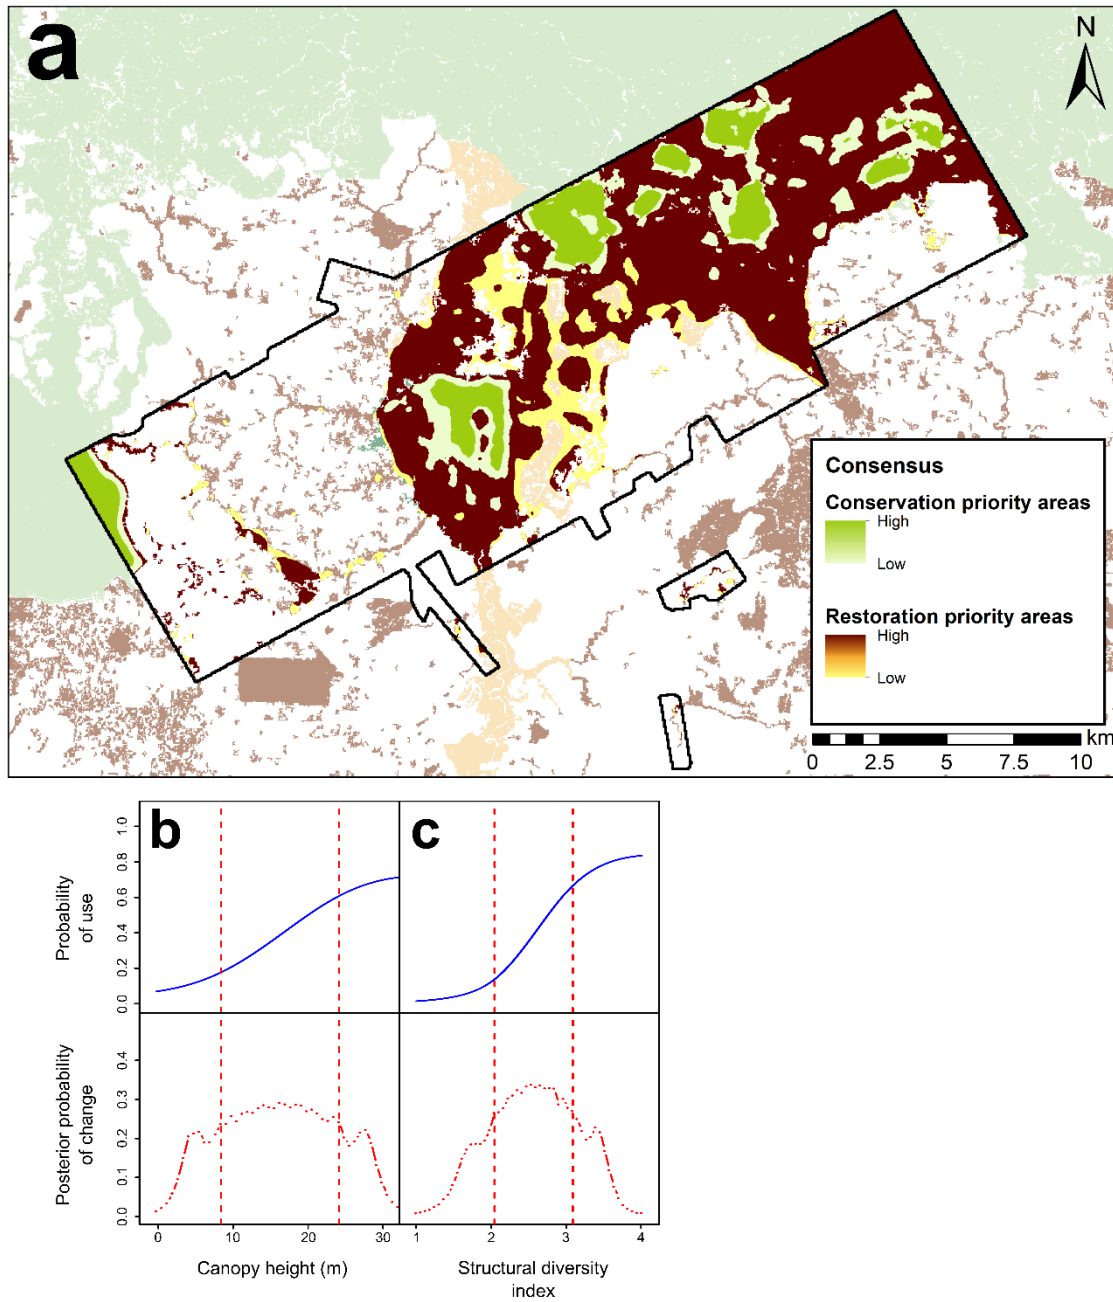 a
N
Consensus
Conservation priority areas
High
Low
Restoration priority areas
High
Low
km
0 2.5 5 7.5 10
b
c
Probability
of use
0.0 0.2 0.4 0.6 0.8 1.0
Posterior probability
of change
0.0 0.1 0.2 0.3 0.4
0 10 20 30
1 2 3 4
Canopy height (m)
Structural diversity
index